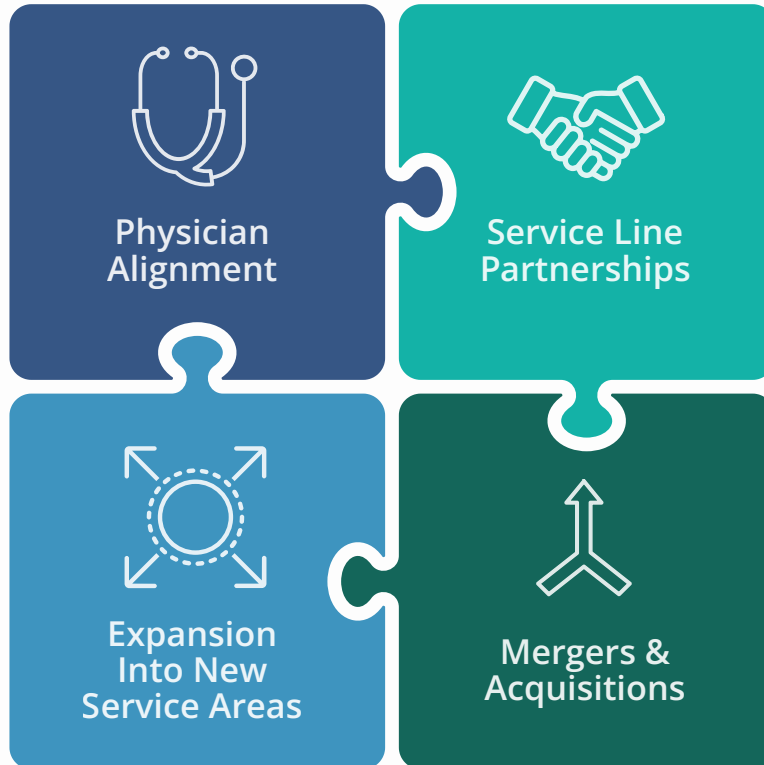 Physician
Alignment
Service Line
Partnerships
Expansion
Into New
Service Areas
Mergers &
Acquisitions